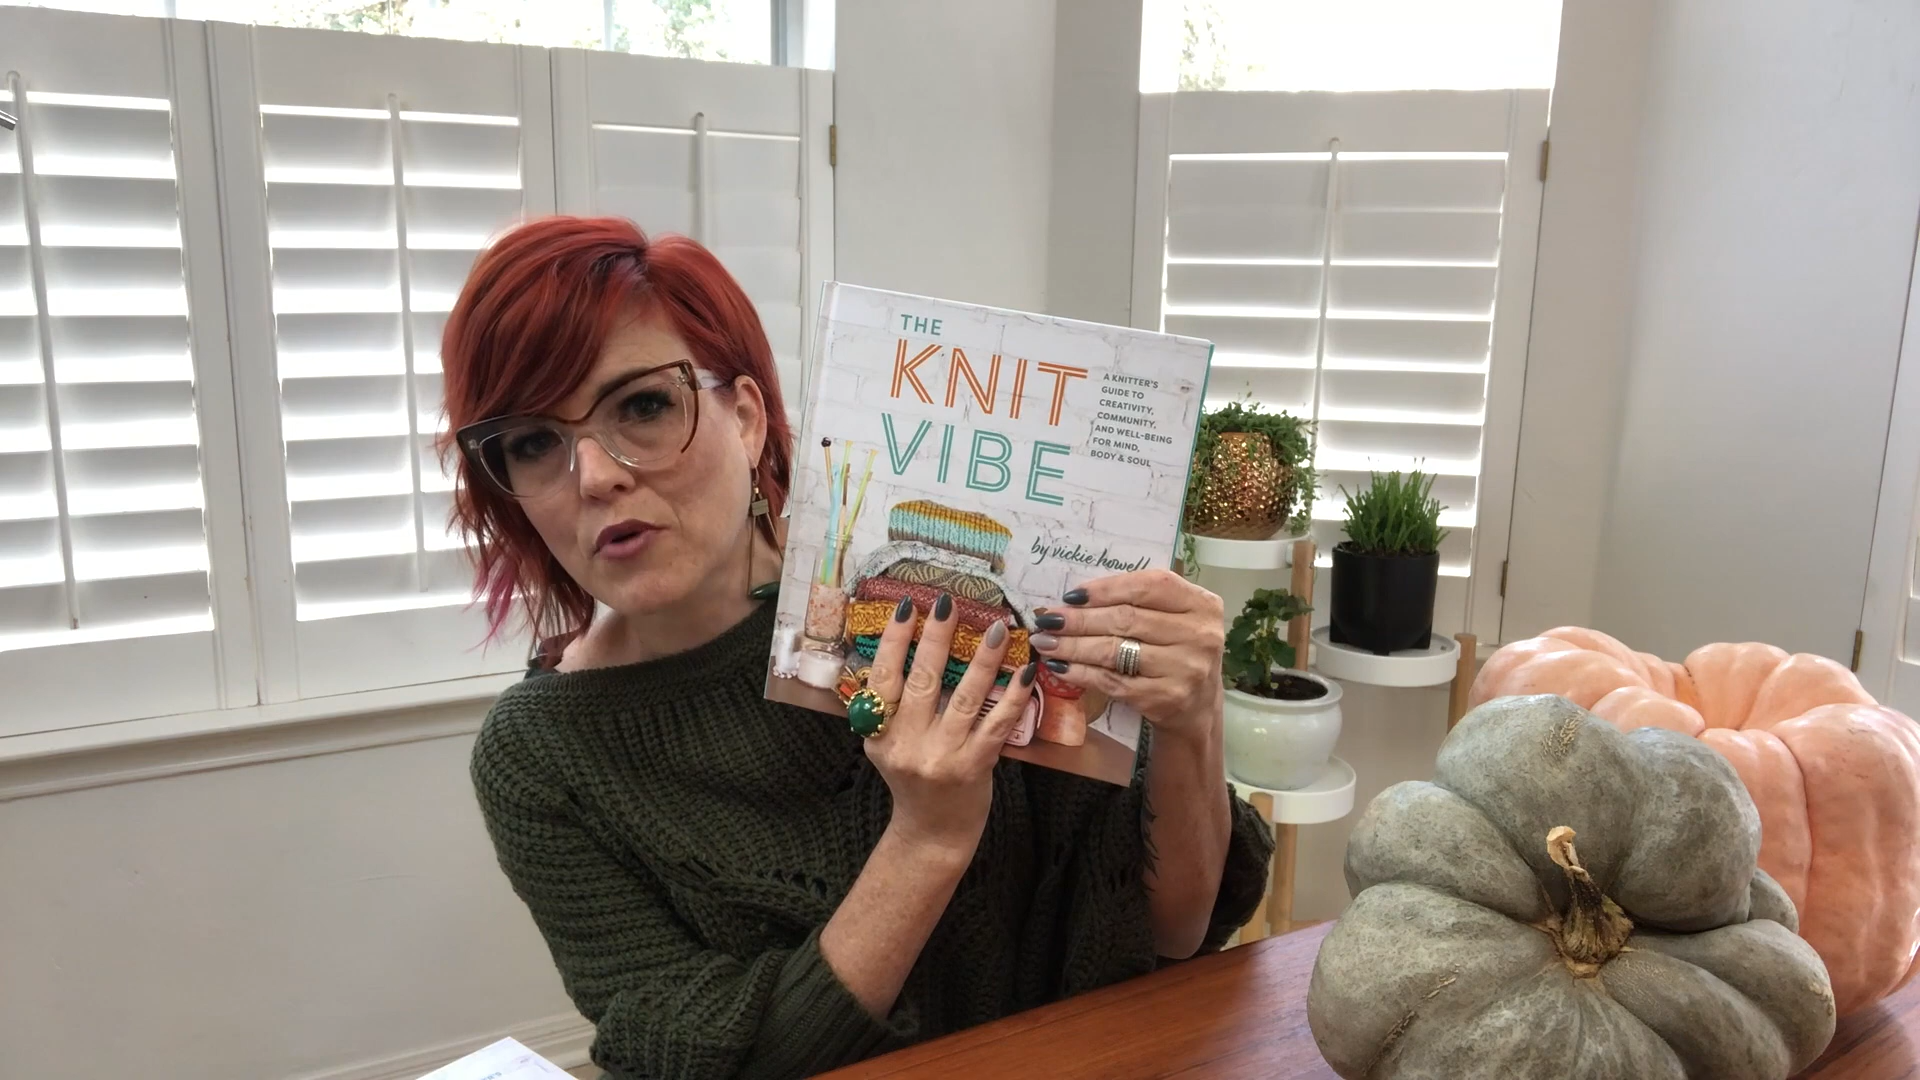 THE
KNIT
VIBE
A KNITTER'S
GUIDE TO
CREATIVITY,
COMMUNITY,
AND WELL-BEING
FOR MIND,
BODY & SOUL
by vickie howell